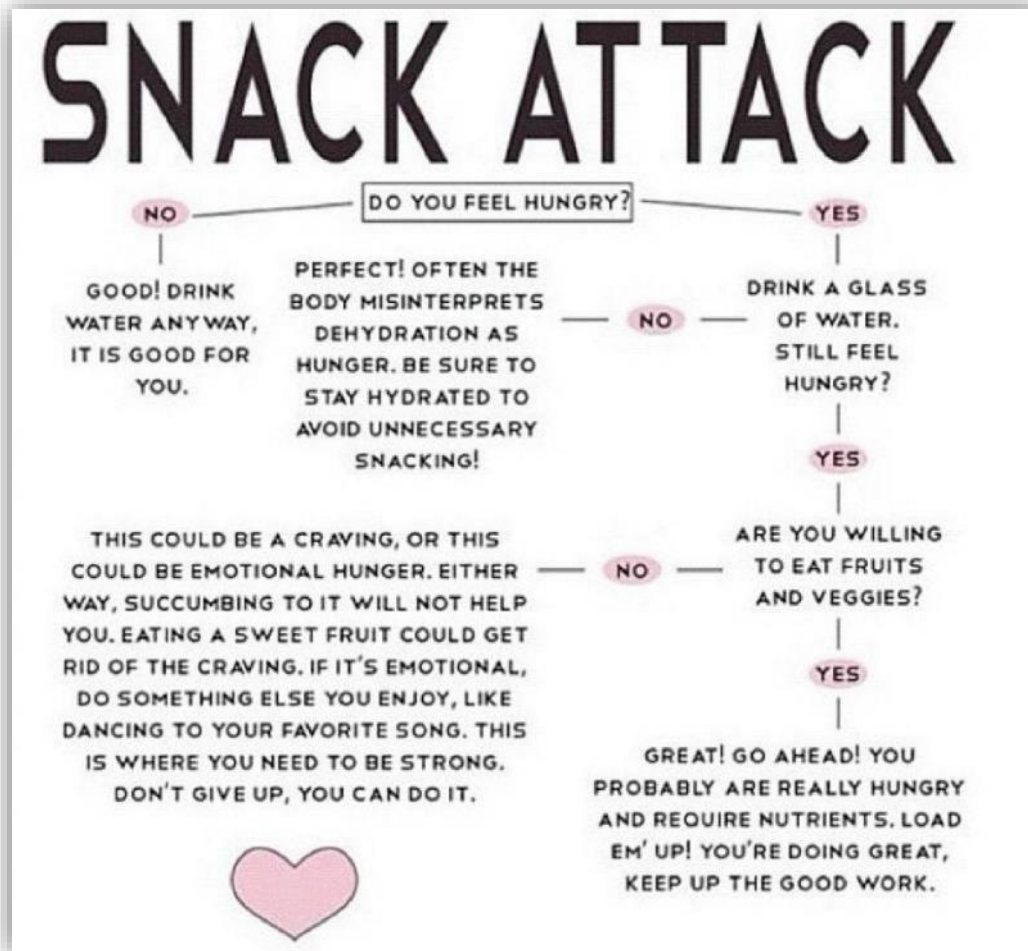 SNACK ATTACK
DO YOU FEEL HUNGRY?
NO
YES
GOOD! DRINK
WATER ANYWAY,
IT IS GOOD FOR
YOU.
PERFECT! OFTEN THE
BODY MISINTERPRETS
DEHYDRATION AS
HUNGER. BE SURE TO
STAY HYDRATED TO
AVOID UNNECESSARY
SNACKING!
NO
DRINK A GLASS
OF WATER.
STILL FEEL
HUNGRY?
YES
THIS COULD BE A CRAVING, OR THIS
COULD BE EMOTIONAL HUNGER. EITHER
WAY, SUCCUMBING TO IT WILL NOT HELP
YOU. EATING A SWEET FRUIT COULD GET
RID OF THE CRAVING. IF IT'S EMOTIONAL,
DO SOMETHING ELSE YOU ENJOY, LIKE
DANCING TO YOUR FAVORITE SONG. THIS
IS WHERE YOU NEED TO BE STRONG.
DON'T GIVE UP, YOU CAN DO IT.
NO
ARE YOU WILLING
TO EAT FRUITS
AND VEGGIES?
YES
GREAT! GO AHEAD! YOU
PROBABLY ARE REALLY HUNGRY
AND REQUIRE NUTRIENTS. LOAD
EM' UP! YOU'RE DOING GREAT,
KEEP UP THE GOOD WORK.